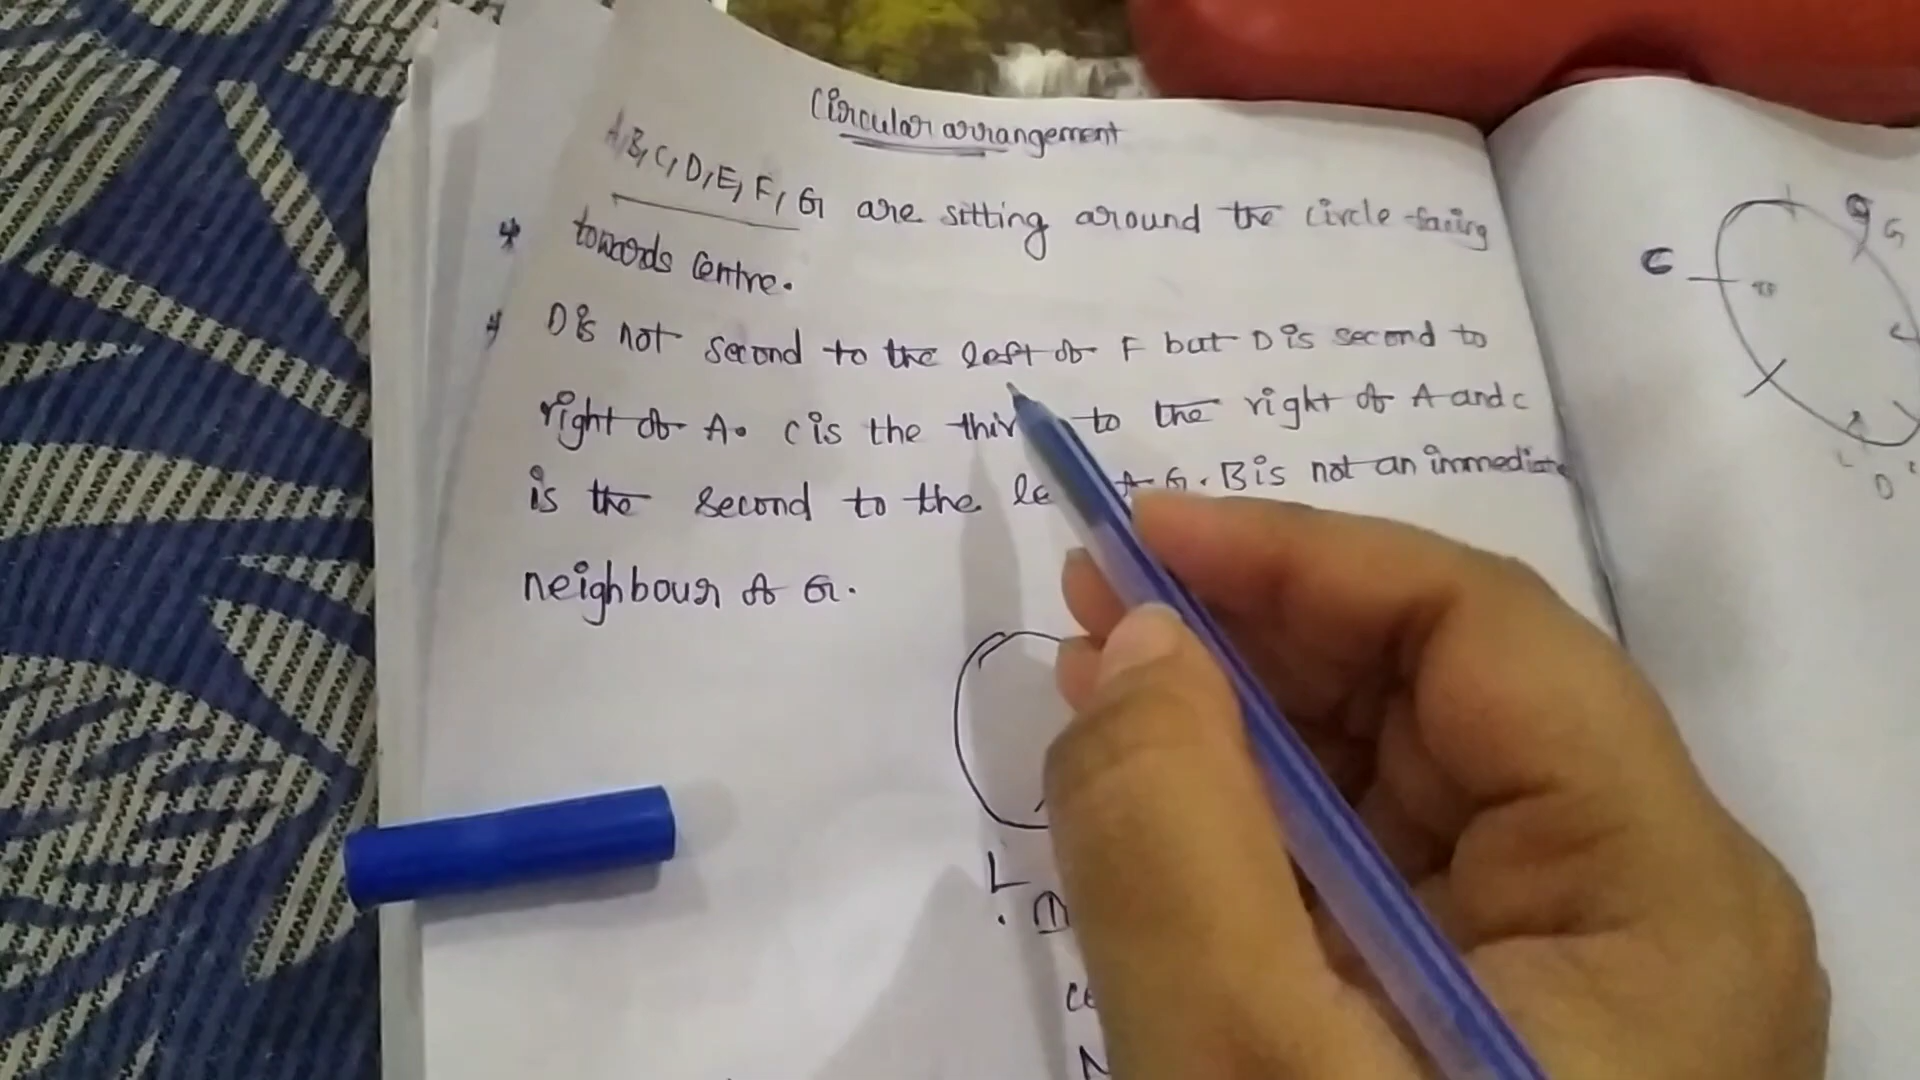 Circular arrangement
A, B, C, D, E, F, G are sitting around the circle facing
towards Centre.
D is not second to the left of F but D is second to
right of A. C is the third to the right of A and C
is the second to the le of G. B is not an immediate
neighbour of G.
L
G
C
D